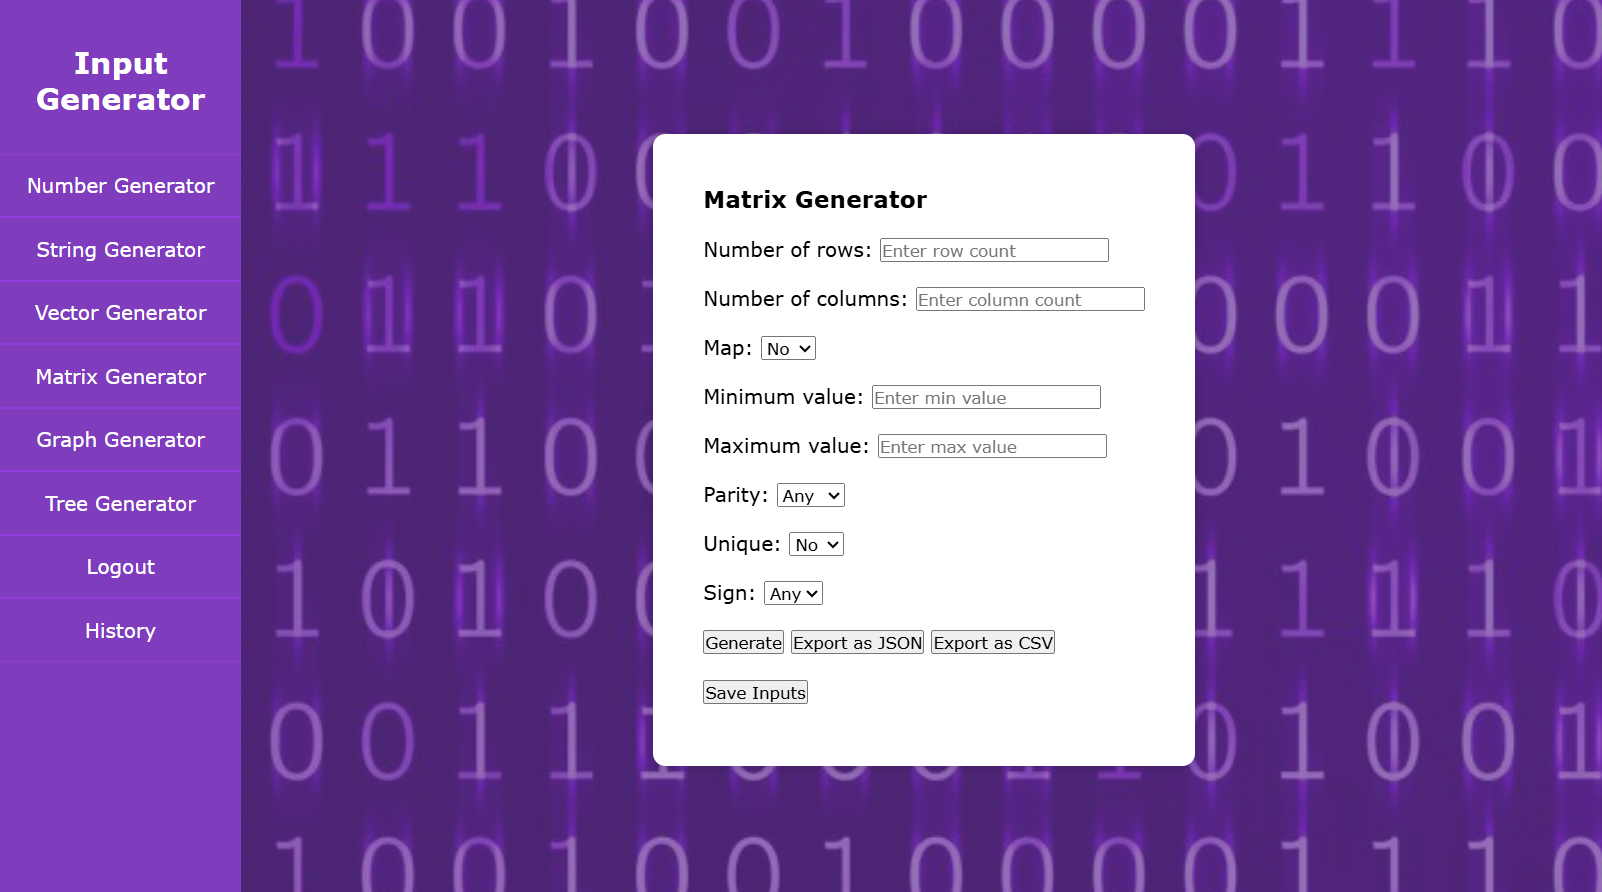 Input
Generator
Number Generator
String Generator
Vector Generator
Matrix Generator
Graph Generator
Tree Generator
Logout
History
Matrix Generator
Number of rows: Enter row count
Number of columns: Enter column count
Map: No
Minimum value: Enter min value
Maximum value: Enter max value
Parity: Any
Unique: No
Sign: Any
Generate Export as JSON Export as CSV
Save Inputs